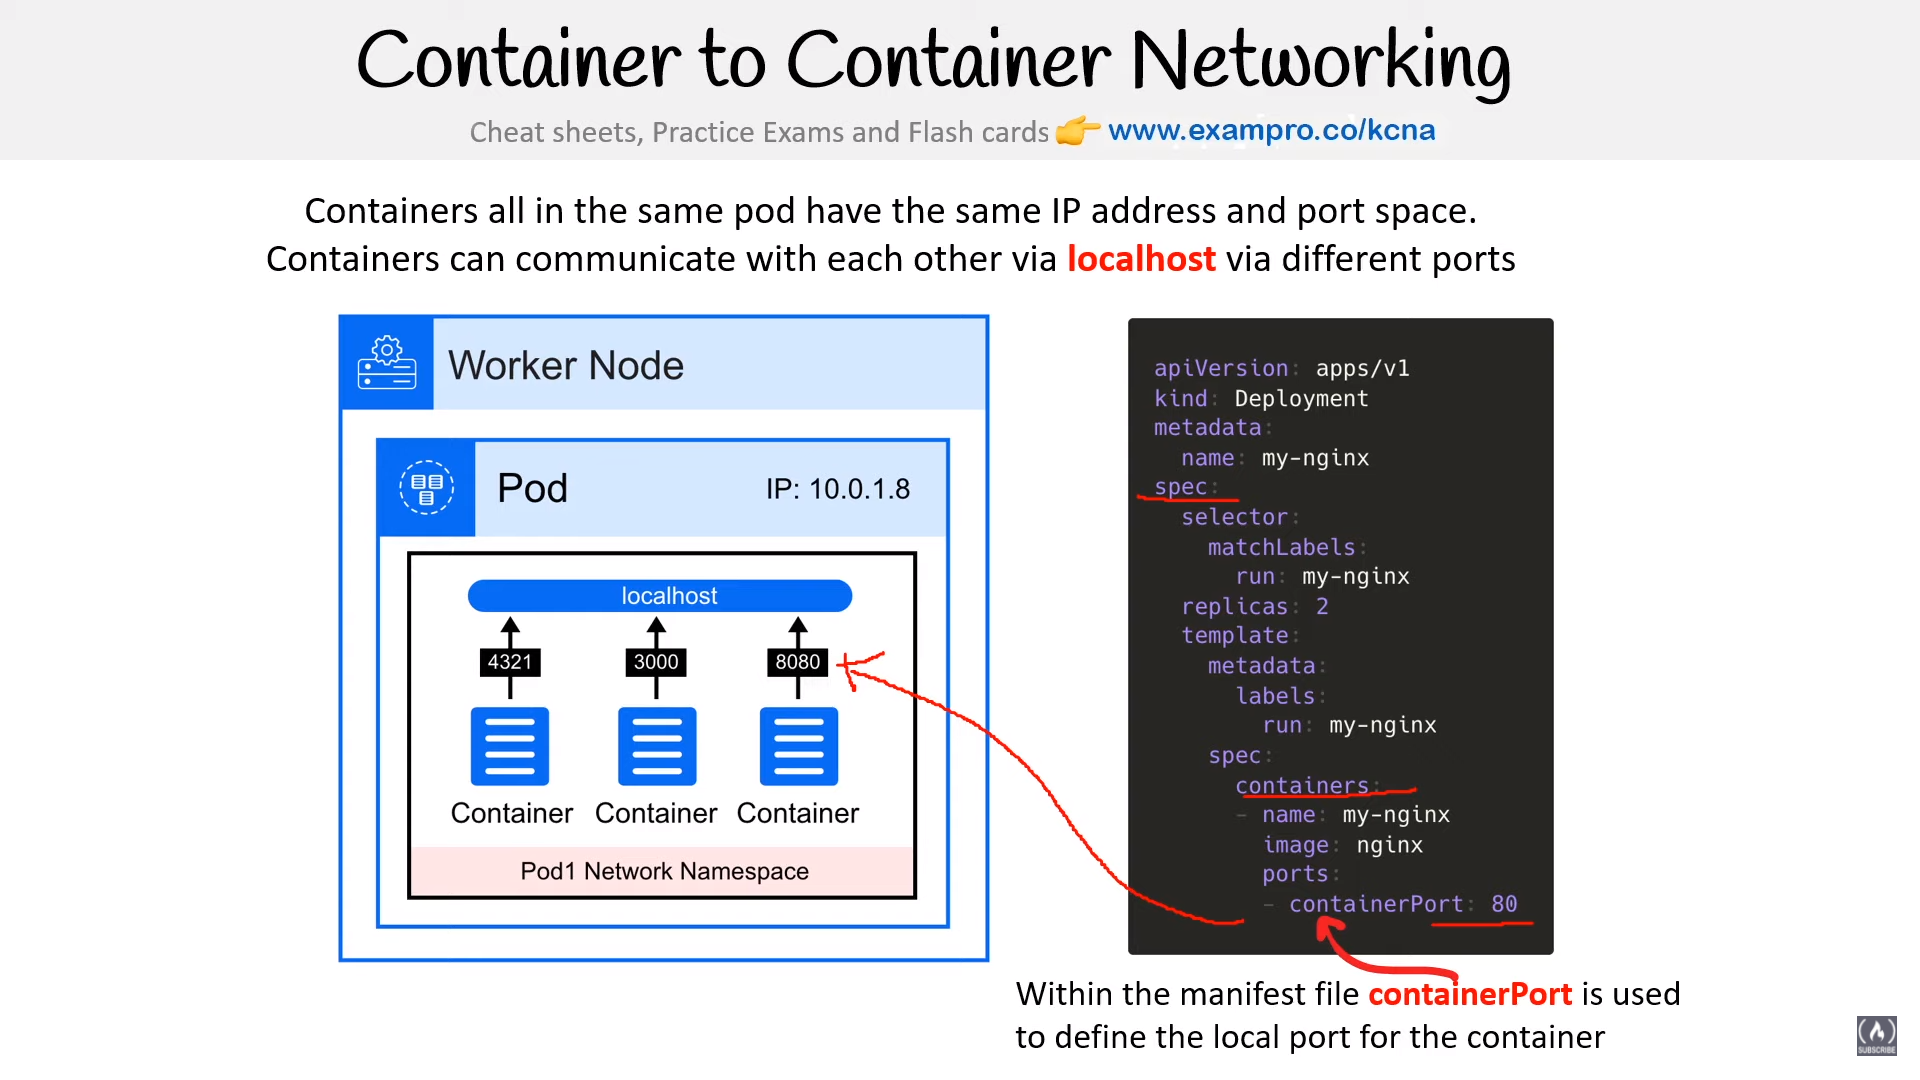 Container to Container Networking
Cheat sheets, Practice Exams and Flash cards 👉 www.exampro.co/kcna
Containers all in the same pod have the same IP address and port space.
Containers can communicate with each other via localhost via different ports
Worker Node
Pod IP: 10.0.1.8
localhost
4321 3000 8080
Container Container Container
Pod1 Network Namespace
apiVersion: apps/v1
kind: Deployment
metadata:
  name: my-nginx
spec:
  selector:
    matchLabels:
      run: my-nginx
  replicas: 2
  template:
    metadata:
      labels:
        run: my-nginx
    spec:
      containers:
      - name: my-nginx
        image: nginx
        ports:
        - containerPort: 80
Within the manifest file containerPort is used
to define the local port for the container
SUBSCRIBE